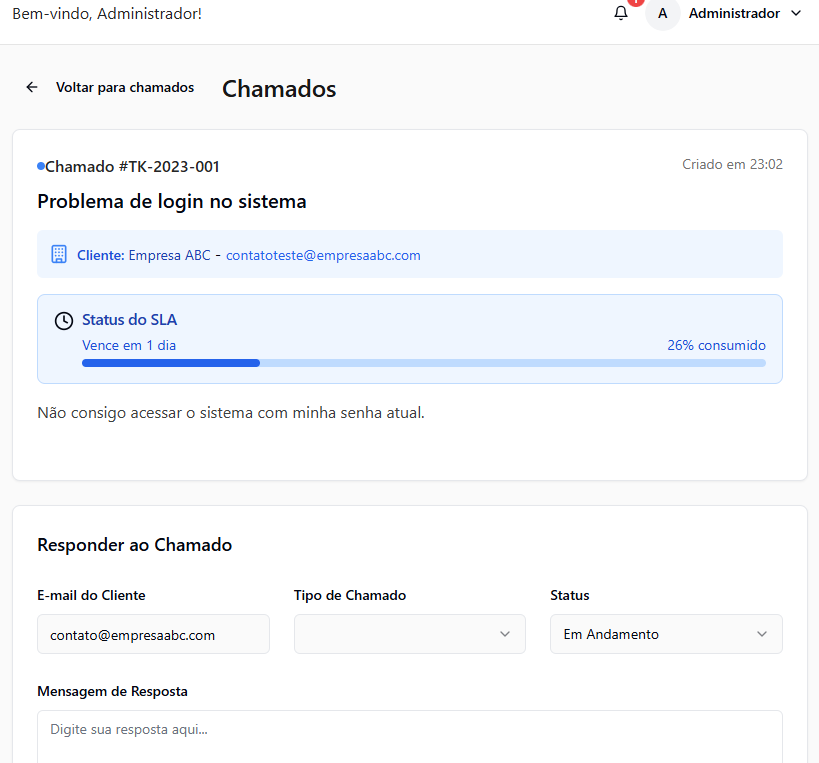 Bem-vindo, Administrador!
A Administrador
Voltar para chamados
Chamados
Chamado #TK-2023-001
Criado em 23:02
Problema de login no sistema
Cliente: Empresa ABC - contatoteste@empresaabc.com
Status do SLA
Vence em 1 dia
26% consumido
Não consigo acessar o sistema com minha senha atual.
Responder ao Chamado
E-mail do Cliente
Tipo de Chamado
Status
contato@empresaabc.com
Em Andamento
Mensagem de Resposta
Digite sua resposta aqui...